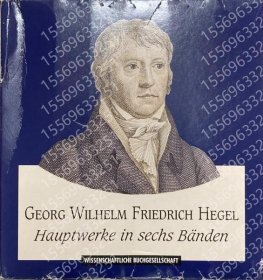 GEORG WILHELM FRIEDRICH HEGEL
Hauptwerke in sechs Bänden
WISSENSCHAFTLICHE BUCHGESELLSCHAFT